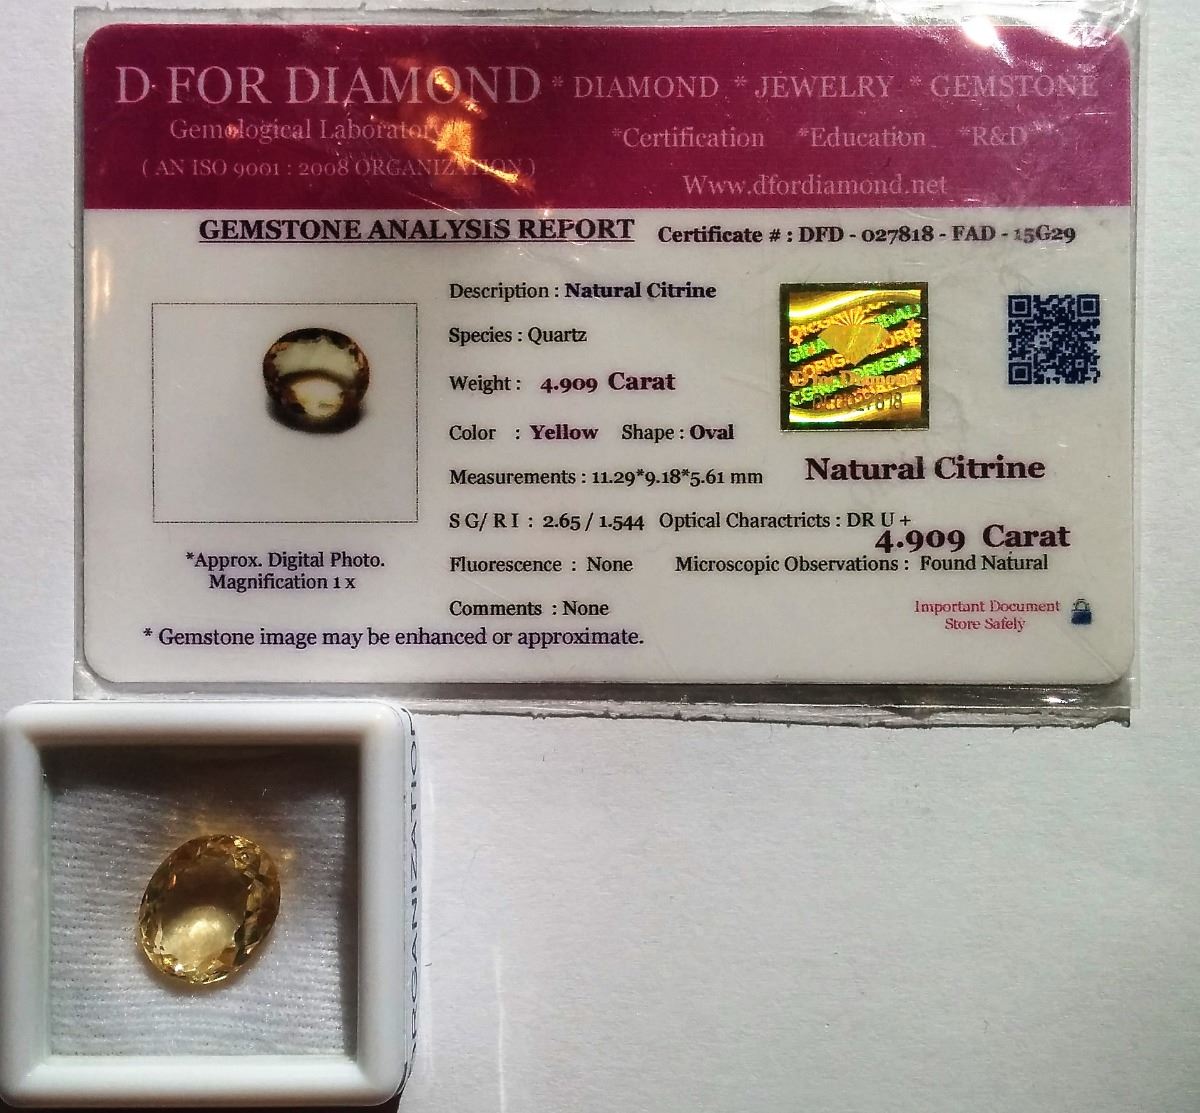 D FOR DIAMOND * DIAMOND * JEWELRY * GEMSTONE
Gemological Laboratory *Certification *Education *R&D
( AN ISO 9001 : 2008 ORGANIZATION )
Www.dfordiamond.net
GEMSTONE ANALYSIS REPORT Certificate # : DFD - 027818 - FAD - 15G29
Description : Natural Citrine
Species : Quartz
Weight : 4.909 Carat
Color : Yellow Shape : Oval
Measurements : 11.29*9.18*5.61 mm
Natural Citrine
S G/ R I : 2.65 / 1.544 Optical Charactricts : DR U +
4.909 Carat
*Approx. Digital Photo.
Magnification 1 x
Fluorescence : None Microscopic Observations : Found Natural
Comments : None
Important Document
Store Safely
* Gemstone image may be enhanced or approximate.
ORGANIZATION